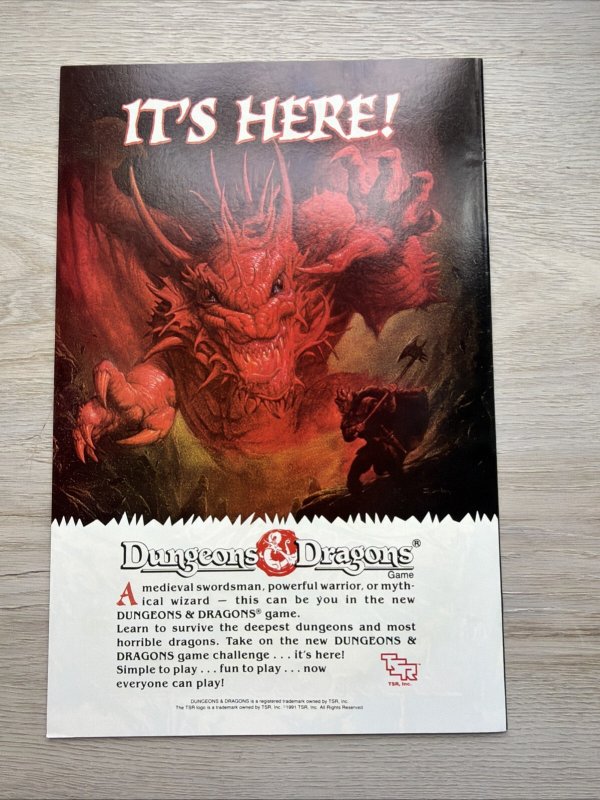 IT'S HERE!
Dungeons & Dragons®
Game
A medieval swordsman, powerful warrior, or myth-
ical wizard — this can be you in the new
DUNGEONS & DRAGONS® game.
Learn to survive the deepest dungeons and most
horrible dragons. Take on the new DUNGEONS &
DRAGONS game challenge . . . it's here!
Simple to play . . . fun to play . . . now
everyone can play!
TSR™
TSR, Inc.
DUNGEONS & DRAGONS is a registered trademark owned by TSR, Inc.
The TSR logo is a trademark owned by TSR, Inc. ©1991 TSR, Inc. All Rights Reserved